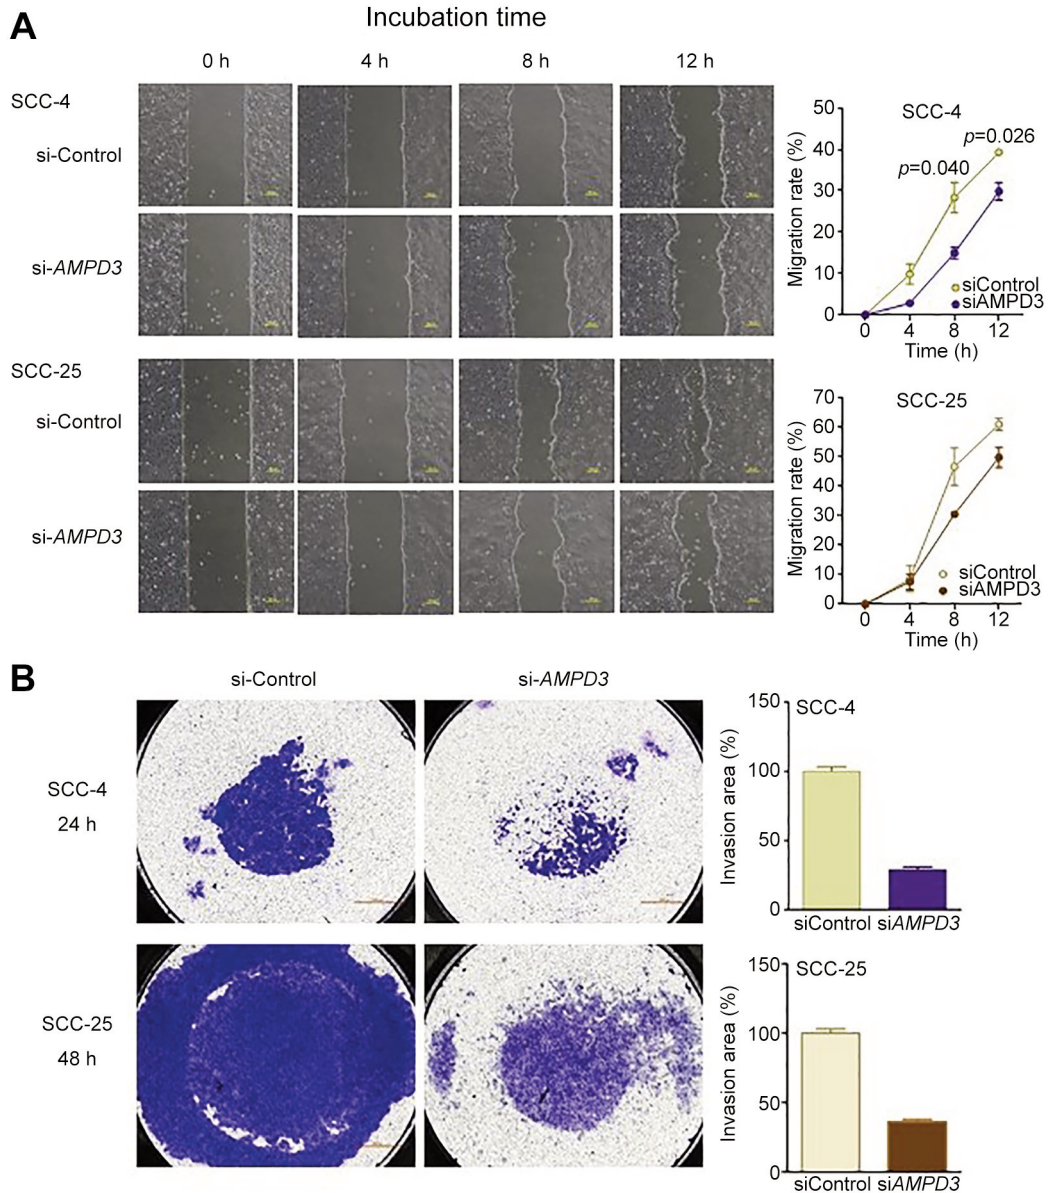 A
Incubation time
0 h
4 h
8 h
12 h
SCC-4
si-Control
si-AMPD3
SCC-25
si-Control
si-AMPD3
50
40
30
20
10
0
Migration rate (%)
SCC-4
p=0.026
p=0.040
siControl
siAMPD3
0 4 8 12
Time (h)
70
60
50
40
30
20
10
0
Migration rate (%)
SCC-25
siControl
siAMPD3
0 4 8 12
Time (h)
B
si-Control
si-AMPD3
SCC-4
24 h
SCC-25
48 h
150
100
50
0
Invasion area (%)
SCC-4
siControl siAMPD3
150
100
50
0
Invasion area (%)
SCC-25
siControl siAMPD3